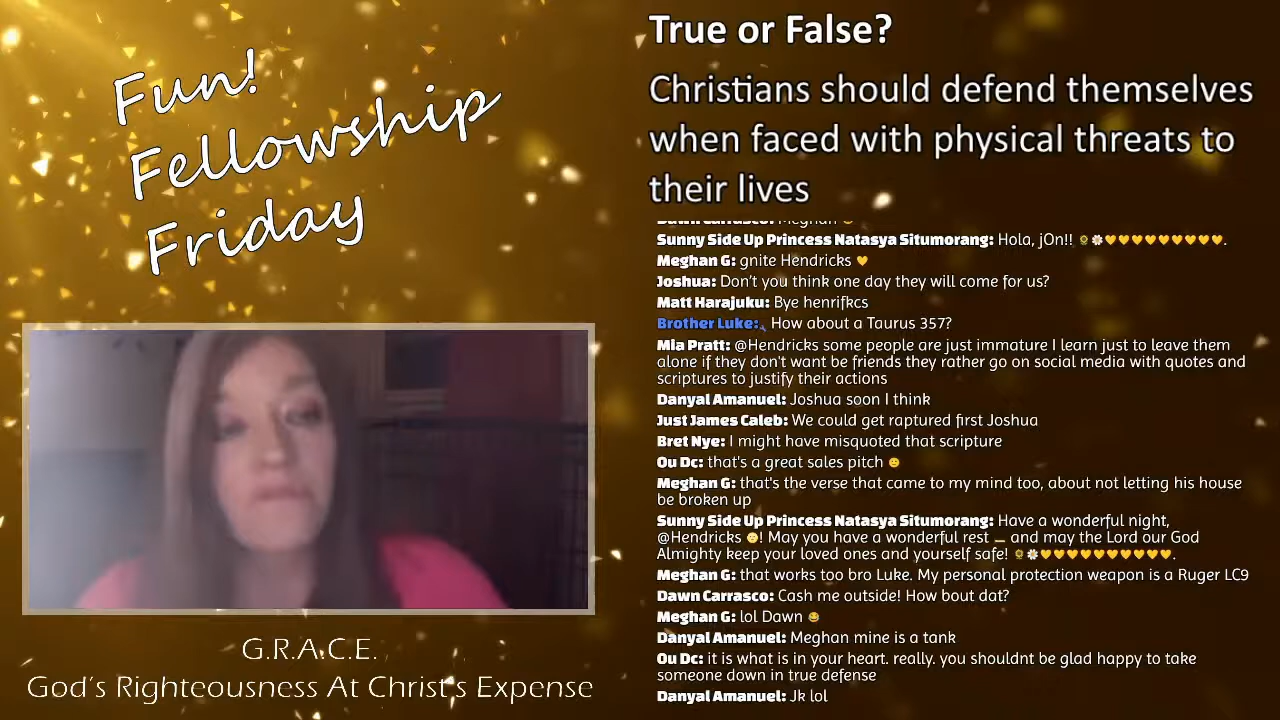 Fun!
Fellowship
Friday
G.R.A.C.E.
God's Righteousness At Christ's Expense
True or False?
Christians should defend themselves
when faced with physical threats to
their lives
Dawn Carrasco: Meghan 😊
Sunny Side Up Princess Natasya Situmorang: Hola, jOn!! 🌻🌼💛💛💛💛💛💛💛💛💛💛.
Meghan G: gnite Hendricks 💛
Joshua: Don't you think one day they will come for us?
Matt Harajuku: Bye henrifkcs
Brother Luke:🔧 How about a Taurus 357?
Mia Pratt: @Hendricks some people are just immature I learn just to leave them
alone if they don't want be friends they rather go on social media with quotes and
scriptures to justify their actions
Danyal Amanuel: Joshua soon I think
Just James Caleb: We could get raptured first Joshua
Bret Nye: I might have misquoted that scripture
Ou Dc: that's a great sales pitch 🙂
Meghan G: that's the verse that came to my mind too, about not letting his house
be broken up
Sunny Side Up Princess Natasya Situmorang: Have a wonderful night,
@Hendricks ! May you have a wonderful rest and may the Lord our God
Almighty keep your loved ones and yourself safe! 🌻🌼💛💛💛💛💛💛💛💛💛💛💛.
Meghan G: that works too bro Luke. My personal protection weapon is a Ruger LC9
Dawn Carrasco: Cash me outside! How bout dat?
Meghan G: lol Dawn 😂
Danyal Amanuel: Meghan mine is a tank
Ou Dc: it is what is in your heart. really. you shouldnt be glad happy to take
someone down in true defense
Danyal Amanuel: Jk lol